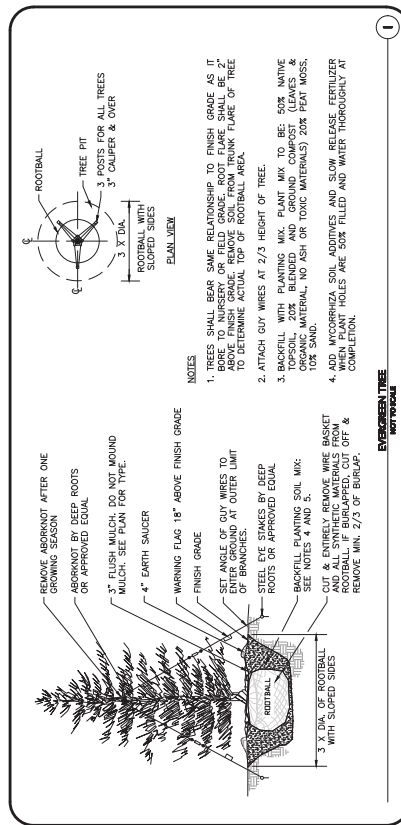 REMOVE ABORKNOT AFTER ONE
GROWING SEASON
ABORKNOT BY DEEP ROOTS
OR APPROVED EQUAL
3" FLUSH MULCH. DO NOT MOUND
MULCH. SEE PLAN FOR TYPE.
4" EARTH SAUCER
WARNING FLAG 18" ABOVE FINISH GRADE
FINISH GRADE
SET ANGLE OF GUY WIRES TO
ENTER GROUND AT OUTER LIMIT
OF BRANCHES.
STEEL EYE STAKES BY DEEP
ROOTS OR APPROVED EQUAL
BACKFILL PLANTING SOIL MIX:
SEE NOTES 4 AND 5.
CUT & ENTIRELY REMOVE WIRE BASKET
AND ALL SYNTHETIC MATERIALS FROM
ROOTBALL. IF BURLAPPED, CUT OFF &
REMOVE MIN. 2/3 OF BURLAP.
ROOTBALL
3 X DIA. OF ROOTBALL
WITH SLOPED SIDES
ROOTBALL
TREE PIT
3 POSTS FOR ALL TREES
3" CALIPER & OVER
℄
℄
3 X DIA.
ROOTBALL WITH
SLOPED SIDES
PLAN VIEW
NOTES
1. TREES SHALL BEAR SAME RELATIONSHIP TO FINISH GRADE AS IT
BORE TO NURSERY OR FIELD GRADE. ROOT FLARE SHALL BE 2"
ABOVE FINISH GRADE. REMOVE SOIL FROM TRUNK FLARE OF TREE
TO DETERMINE ACTUAL TOP OF ROOTBALL AREA.
2. ATTACH GUY WIRES AT 2/3 HEIGHT OF TREE.
3. BACKFILL WITH PLANTING MIX. PLANT MIX TO BE: 50% NATIVE
TOPSOIL, 20% BLENDED AND GROUND COMPOST (LEAVES &
ORGANIC MATERIAL, NO ASH OR TOXIC MATERIALS) 20% PEAT MOSS,
10% SAND.
4. ADD MYCORRHIZA SOIL ADDITIVES AND SLOW RELEASE FERTILIZER
WHEN PLANT HOLES ARE 50% FILLED AND WATER THOROUGHLY AT
COMPLETION.
EVERGREEN TREE
NOT TO SCALE
1